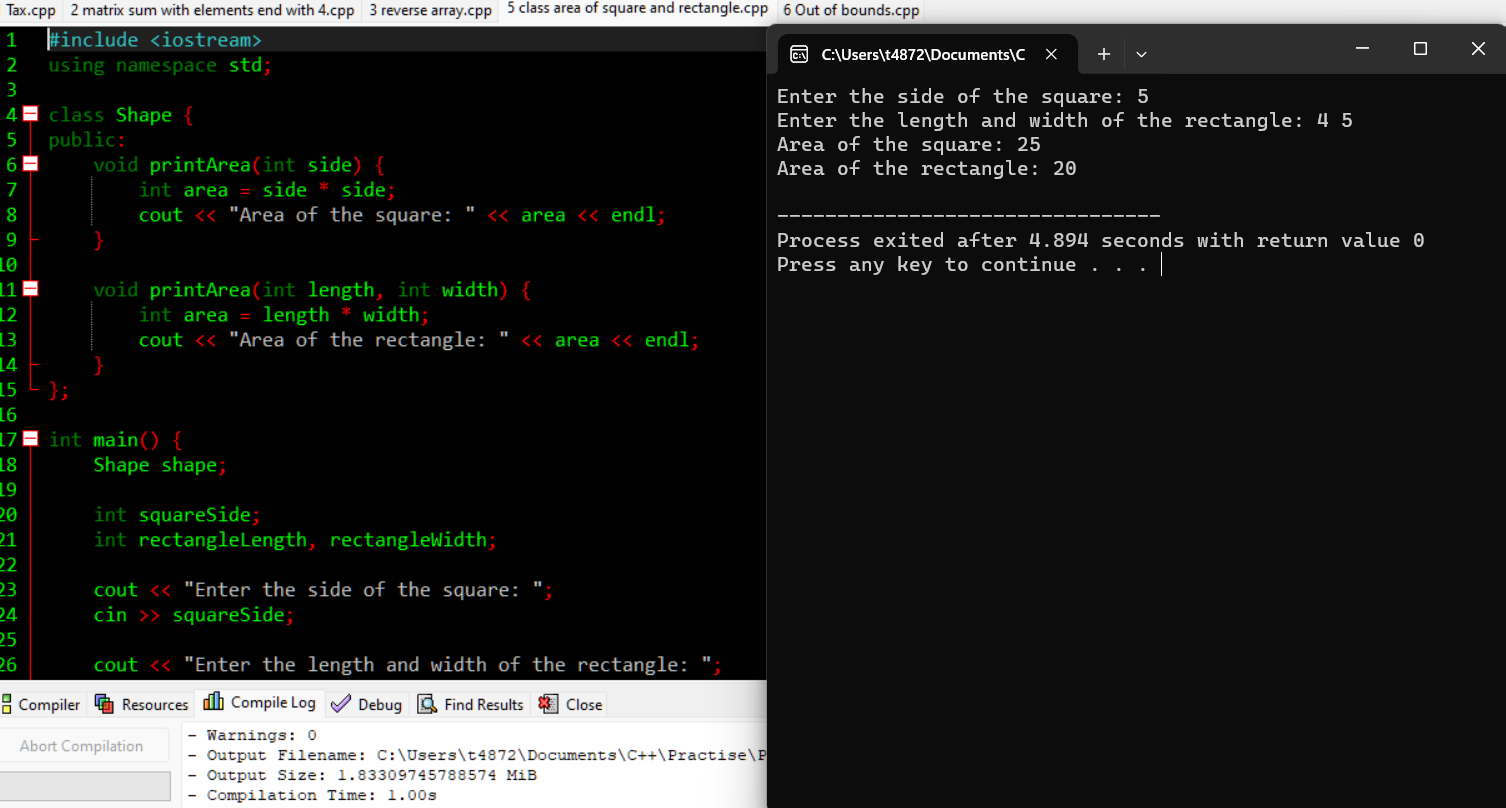 Tax.cpp 2 matrix sum with elements end with 4.cpp 3 reverse array.cpp 5 class area of square and rectangle.cpp 6 Out of bounds.cpp
1 #include <iostream>
2 using namespace std;
3
4 class Shape {
5 public:
6 void printArea(int side) {
7 int area = side * side;
8 cout << "Area of the square: " << area << endl;
9 }
10
11 void printArea(int length, int width) {
12 int area = length * width;
13 cout << "Area of the rectangle: " << area << endl;
14 }
15 };
16
17 int main() {
18 Shape shape;
19
20 int squareSide;
21 int rectangleLength, rectangleWidth;
22
23 cout << "Enter the side of the square: ";
24 cin >> squareSide;
25
26 cout << "Enter the length and width of the rectangle: ";
Compiler Resources Compile Log Debug Find Results Close
Abort Compilation
- Warnings: 0
- Output Filename: C:\Users\t4872\Documents\C++\Practise\P
- Output Size: 1.83309745788574 MiB
- Compilation Time: 1.00s
C:\Users\t4872\Documents\C
Enter the side of the square: 5
Enter the length and width of the rectangle: 4 5
Area of the square: 25
Area of the rectangle: 20
--------------------------------
Process exited after 4.894 seconds with return value 0
Press any key to continue . . .